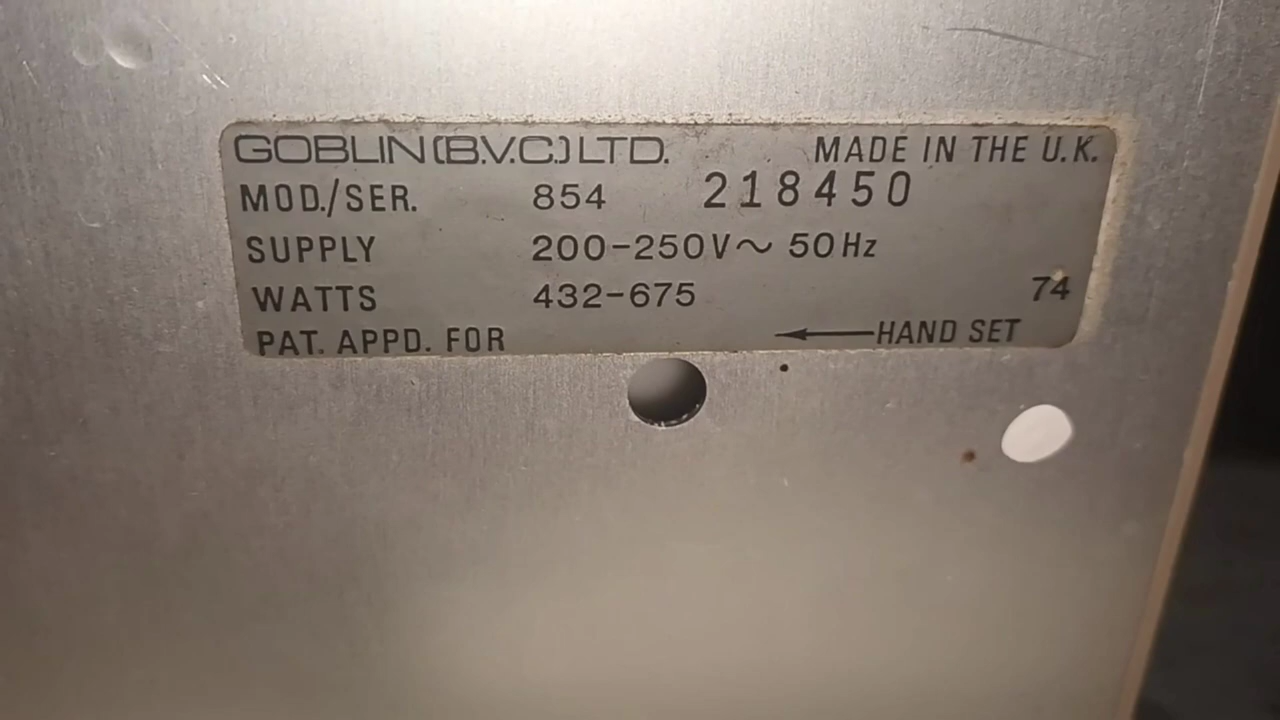 GOBLIN (B.V.C.) LTD. MADE IN THE U.K.
MOD./SER. 854 218450
SUPPLY 200-250V~ 50Hz
WATTS 432-675 74
PAT. APPD. FOR ←HAND SET